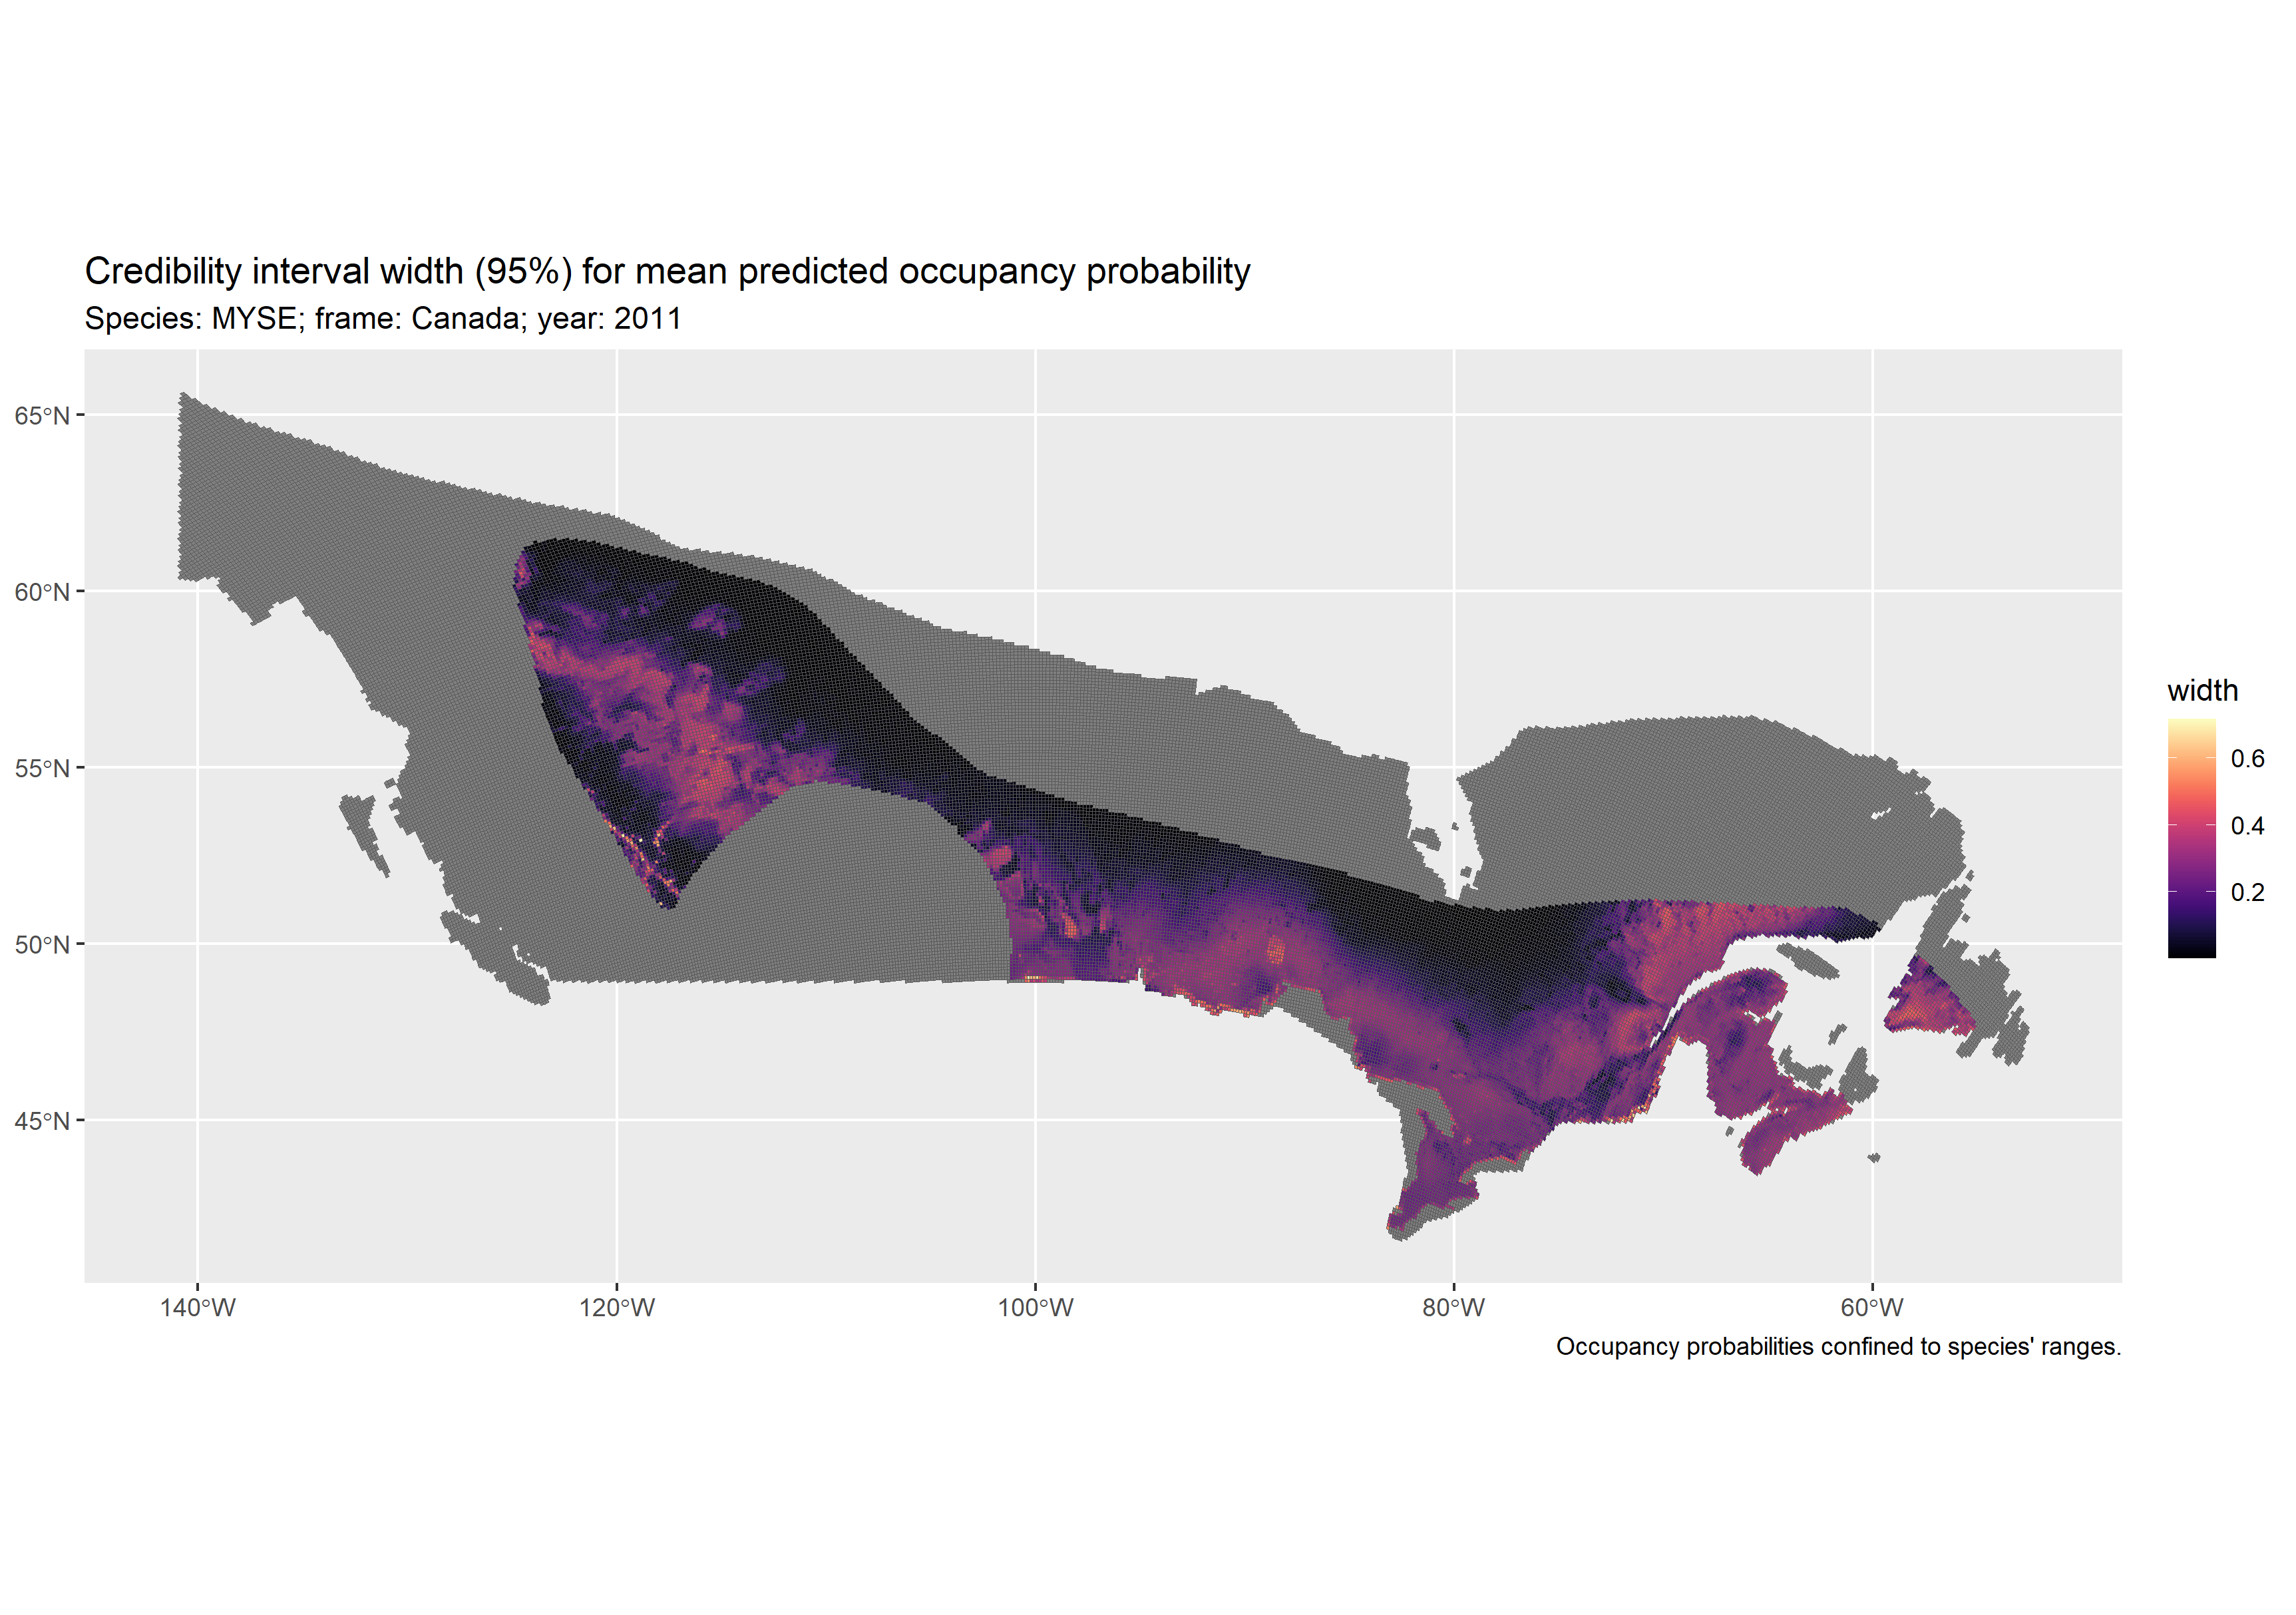 Credibility interval width (95%) for mean predicted occupancy probability
Species: MYSE; frame: Canada; year: 2011
65°N
60°N
55°N
50°N
45°N
140°W
120°W
100°W
80°W
60°W
width
0.6
0.4
0.2
Occupancy probabilities confined to species' ranges.